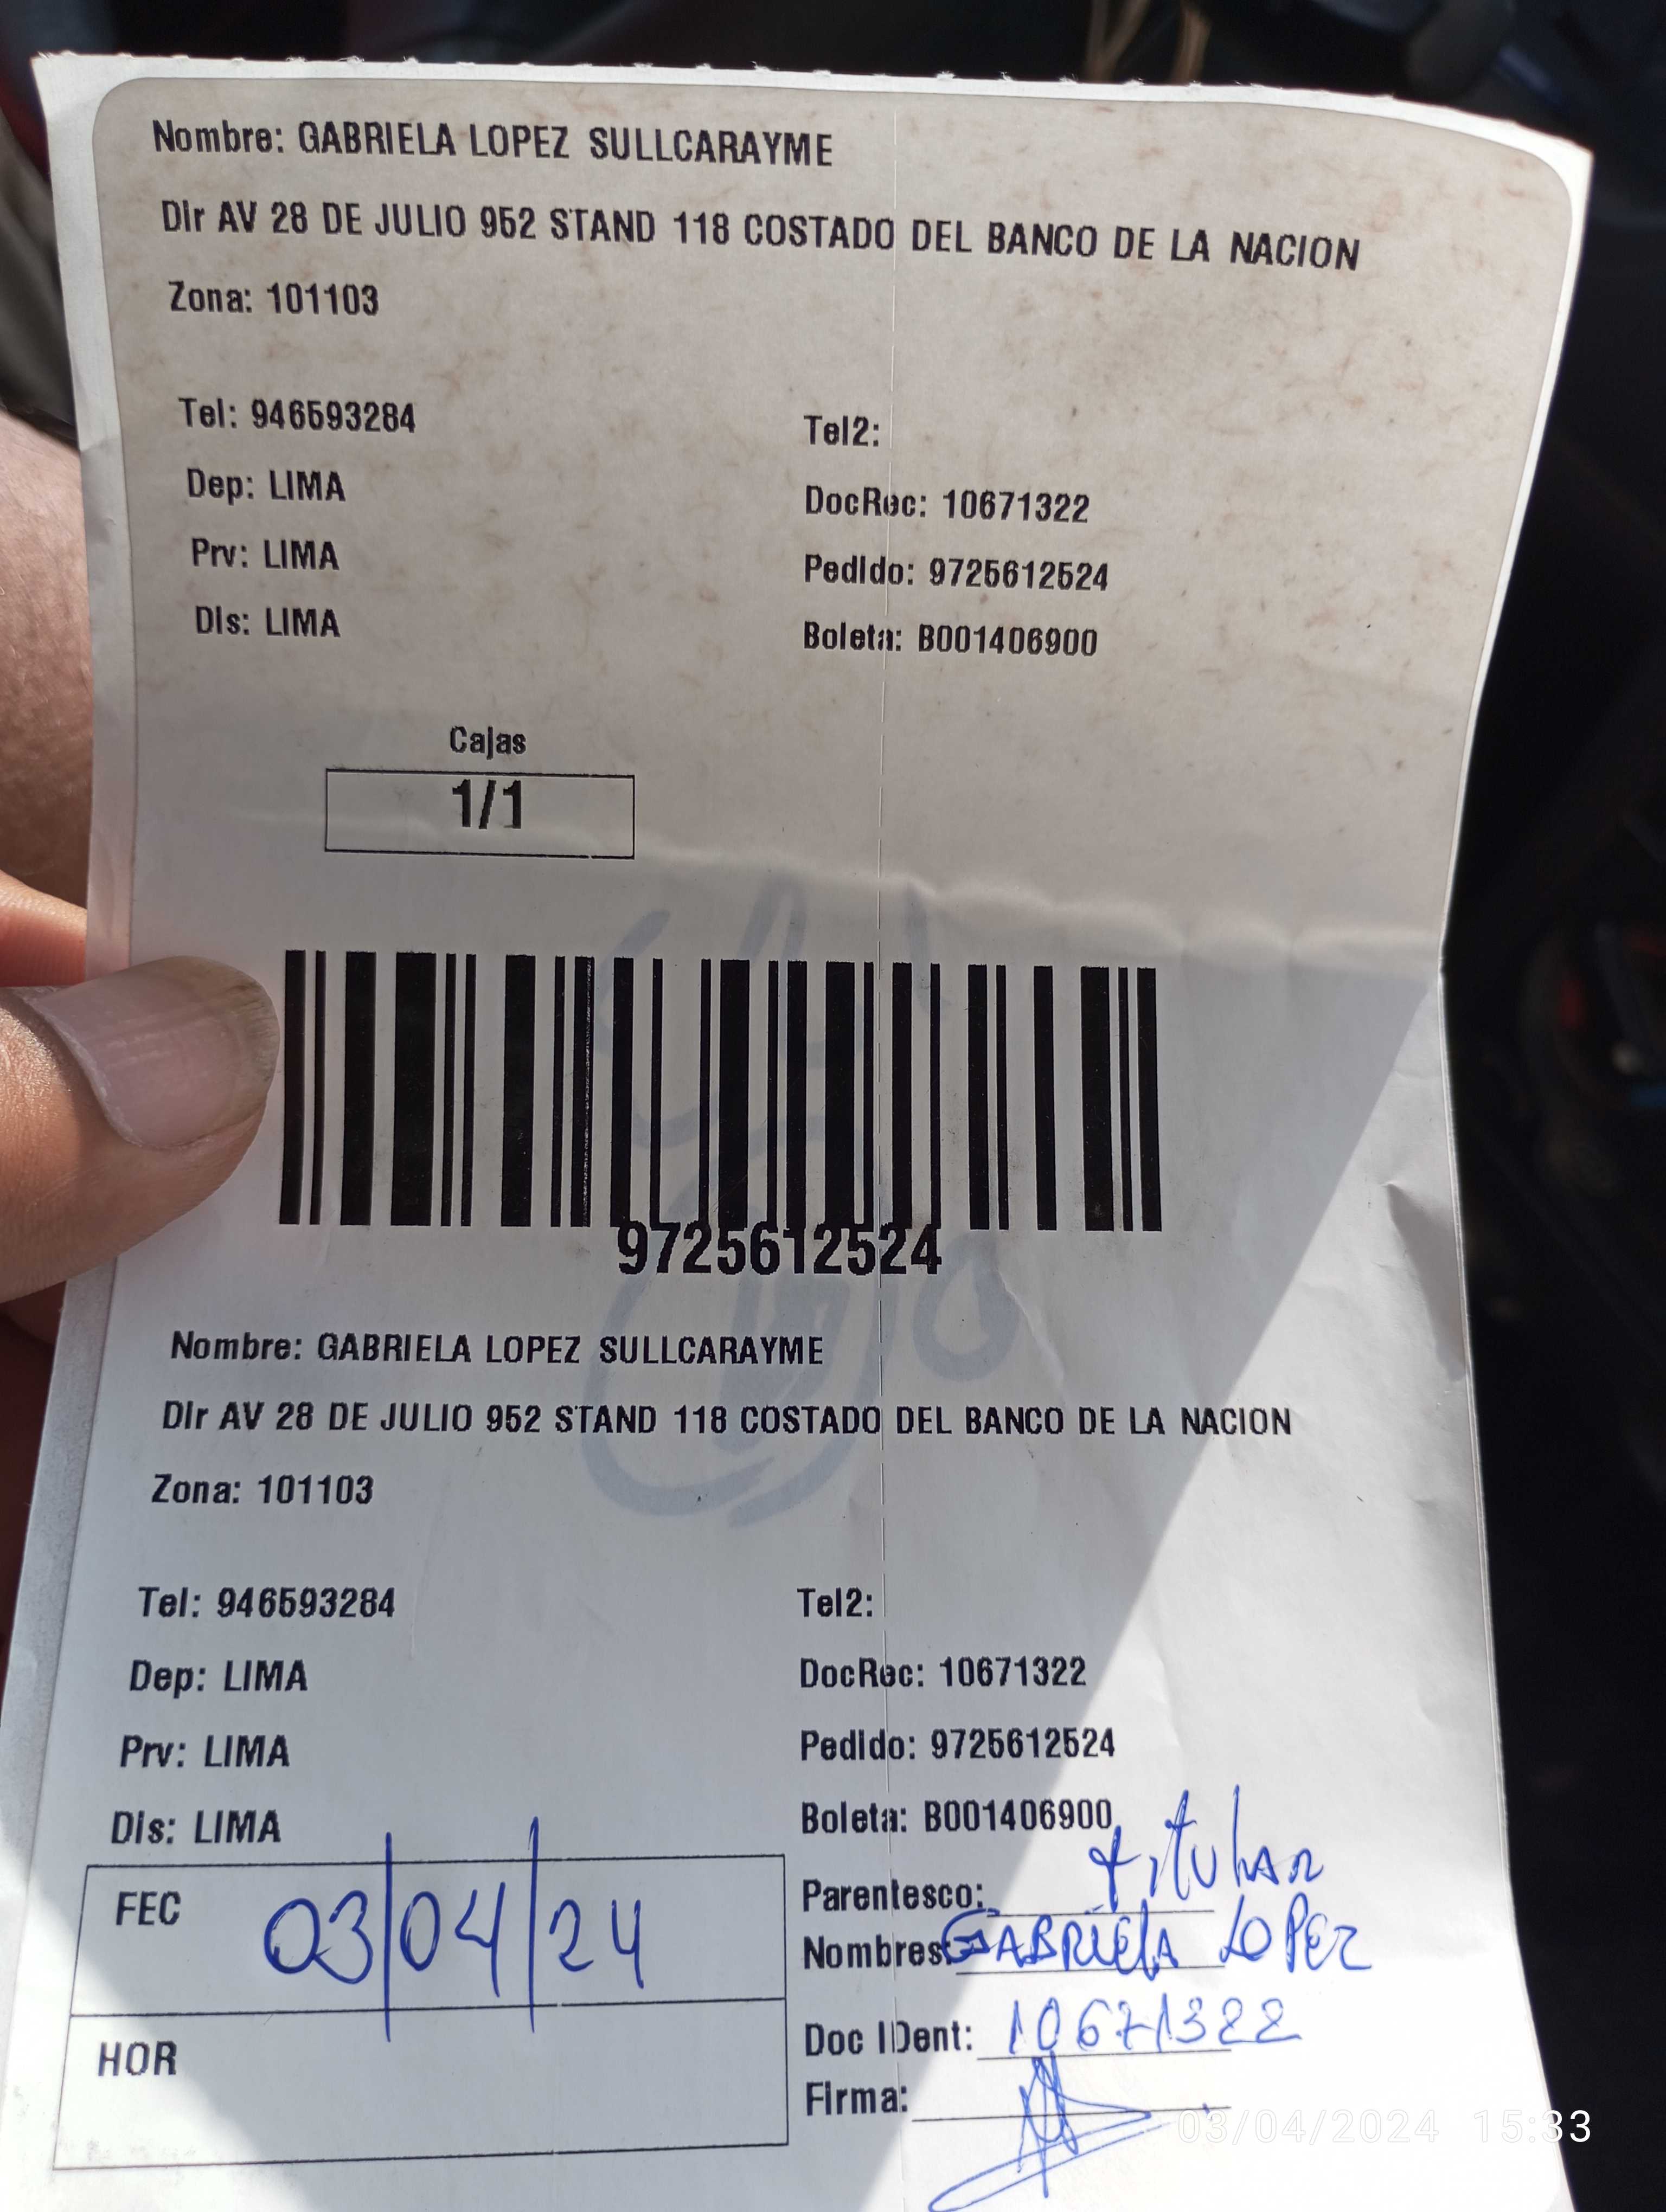 Nombre: GABRIELA LOPEZ SULLCARAYME
Dir AV 28 DE JULIO 952 STAND 118 COSTADO DEL BANCO DE LA NACION
Zona: 101103
Tel: 946593284 Tel2:
Dep: LIMA DocRec: 10671322
Prv: LIMA Pedido: 9725612524
Dis: LIMA Boleta: B001406900
Cajas
1/1
9725612524
Nombre: GABRIELA LOPEZ SULLCARAYME
Dir AV 28 DE JULIO 952 STAND 118 COSTADO DEL BANCO DE LA NACION
Zona: 101103
Tel: 946593284 Tel2:
Dep: LIMA DocRec: 10671322
Prv: LIMA Pedido: 9725612524
Dis: LIMA Boleta: B001406900
FEC 03/04/24
HOR
Parentesco: titular
Nombres: GABRIELA LOPEZ
Doc IDent: 10671322
Firma:
03/04/2024 15:33